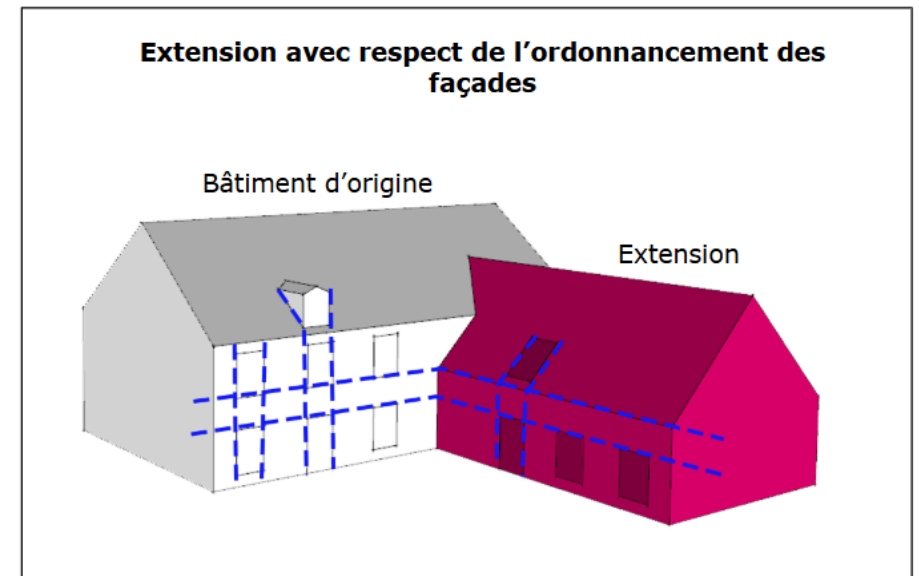 Extension avec respect de l’ordonnancement des
façades
Bâtiment d’origine
Extension